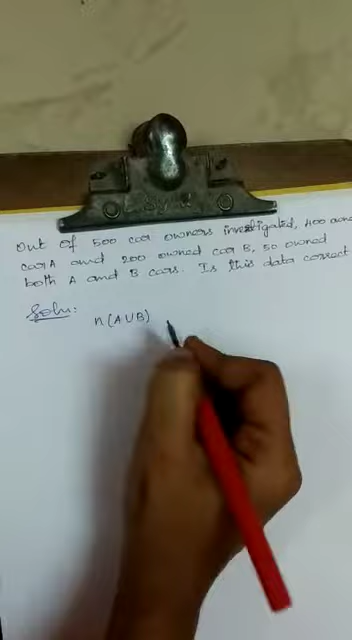 Out of 500 car owners investigated, 400 owned
car A and 200 owned car B, 50 owned
both A and B cars. Is this data correct
Soln:
n(AUB)